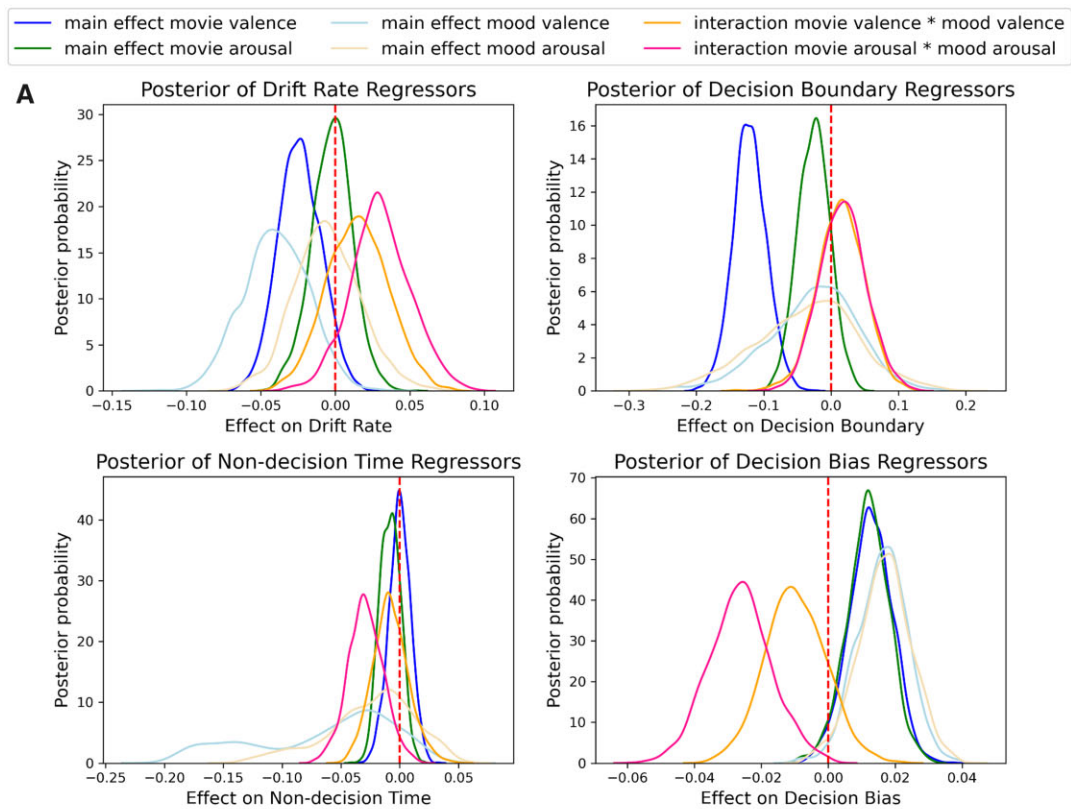 main effect movie valence main effect mood valence interaction movie valence * mood valence
main effect movie arousal main effect mood arousal interaction movie arousal * mood arousal
A
Posterior of Drift Rate Regressors
Posterior probability
30
25
20
15
10
5
0
−0.15 −0.10 −0.05 0.00 0.05 0.10
Effect on Drift Rate
Posterior of Decision Boundary Regressors
Posterior probability
16
14
12
10
8
6
4
2
0
−0.3 −0.2 −0.1 0.0 0.1 0.2
Effect on Decision Boundary
Posterior of Non-decision Time Regressors
Posterior probability
40
30
20
10
0
−0.25 −0.20 −0.15 −0.10 −0.05 0.00 0.05
Effect on Non-decision Time
Posterior of Decision Bias Regressors
Posterior probability
70
60
50
40
30
20
10
0
−0.06 −0.04 −0.02 0.00 0.02 0.04
Effect on Decision Bias